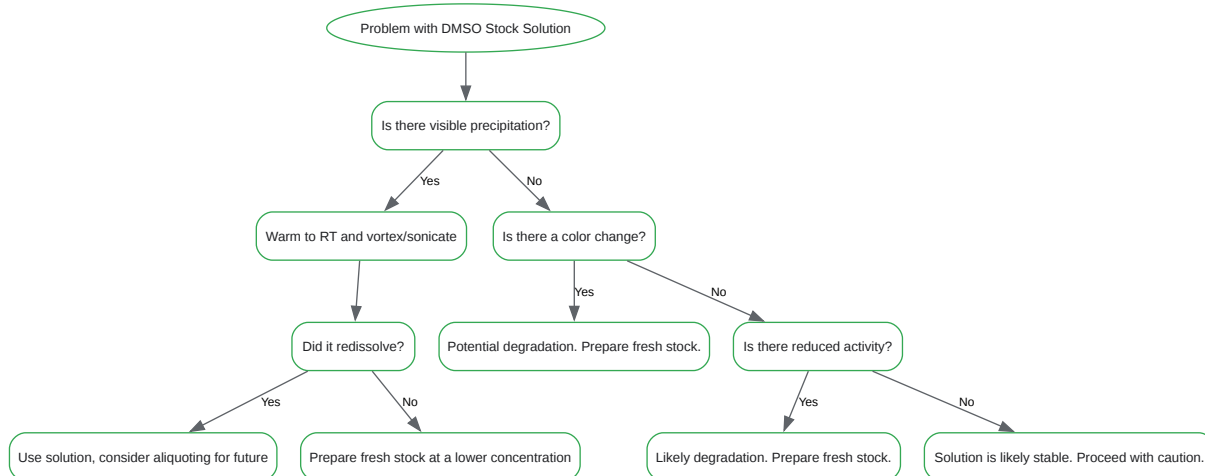 Problem with DMSO Stock Solution
Is there visible precipitation?
Yes
No
Warm to RT and vortex/sonicate
Is there a color change?
Yes
No
Did it redissolve?
Potential degradation. Prepare fresh stock.
Is there reduced activity?
Yes
No
Yes
No
Use solution, consider aliquoting for future
Prepare fresh stock at a lower concentration
Likely degradation. Prepare fresh stock.
Solution is likely stable. Proceed with caution.